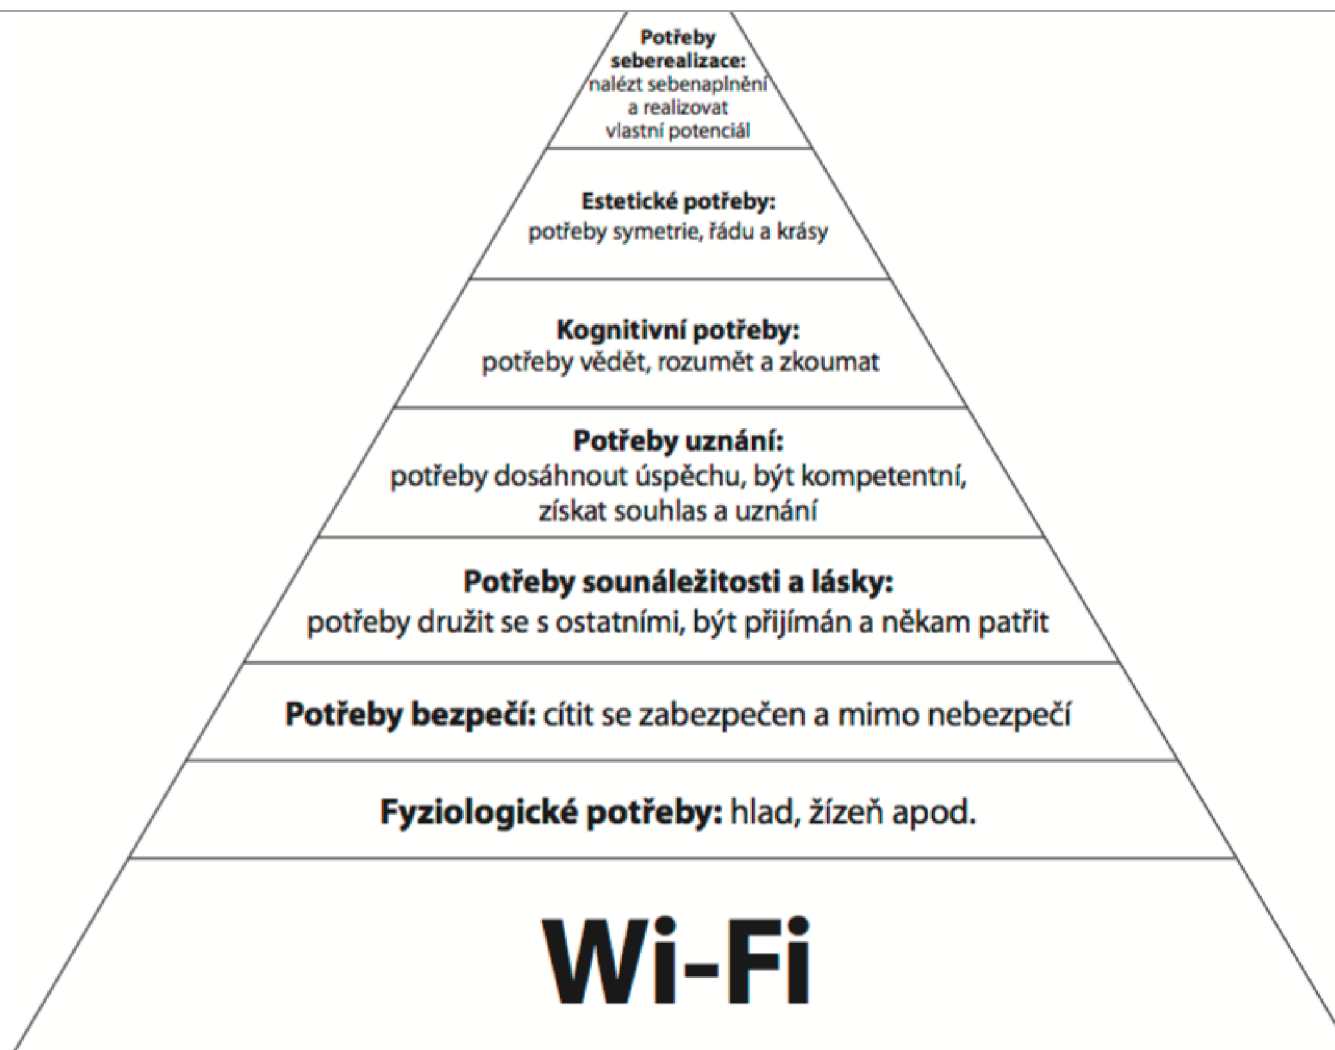 Potřeby
seberealizace:
nalézt sebenaplnění
a realizovat
vlastní potenciál
Estetické potřeby:
potřeby symetrie, řádu a krásy
Kognitivní potřeby:
potřeby vědět, rozumět a zkoumat
Potřeby uznání:
potřeby dosáhnout úspěchu, být kompetentní,
získat souhlas a uznání
Potřeby sounáležitosti a lásky:
potřeby družit se s ostatními, být přijímán a někam patřit
Potřeby bezpečí: cítit se zabezpečen a mimo nebezpečí
Fyziologické potřeby: hlad, žízeň apod.
Wi-Fi